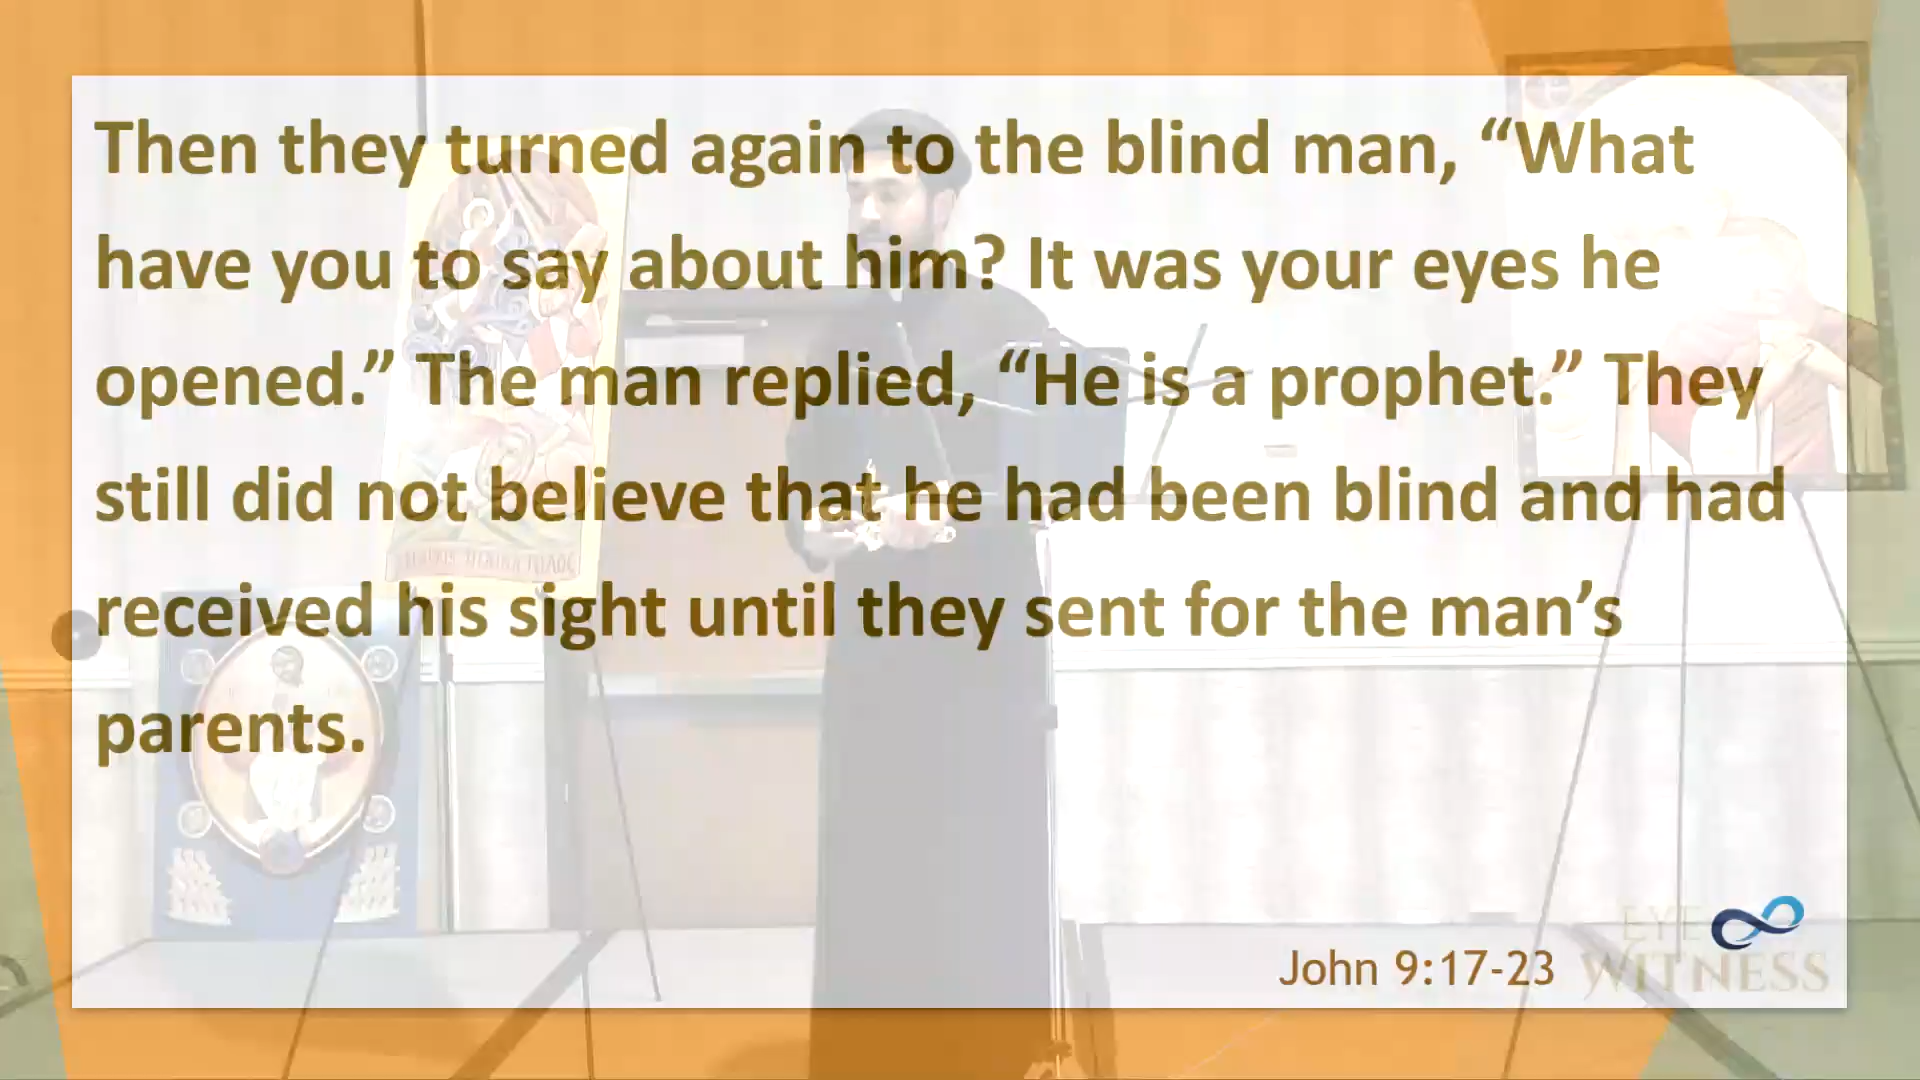 Then they turned again to the blind man, “What
have you to say about him? It was your eyes he
opened.” The man replied, “He is a prophet.” They
still did not believe that he had been blind and had
received his sight until they sent for the man’s
parents.
John 9:17-23
EYE
WITNESS